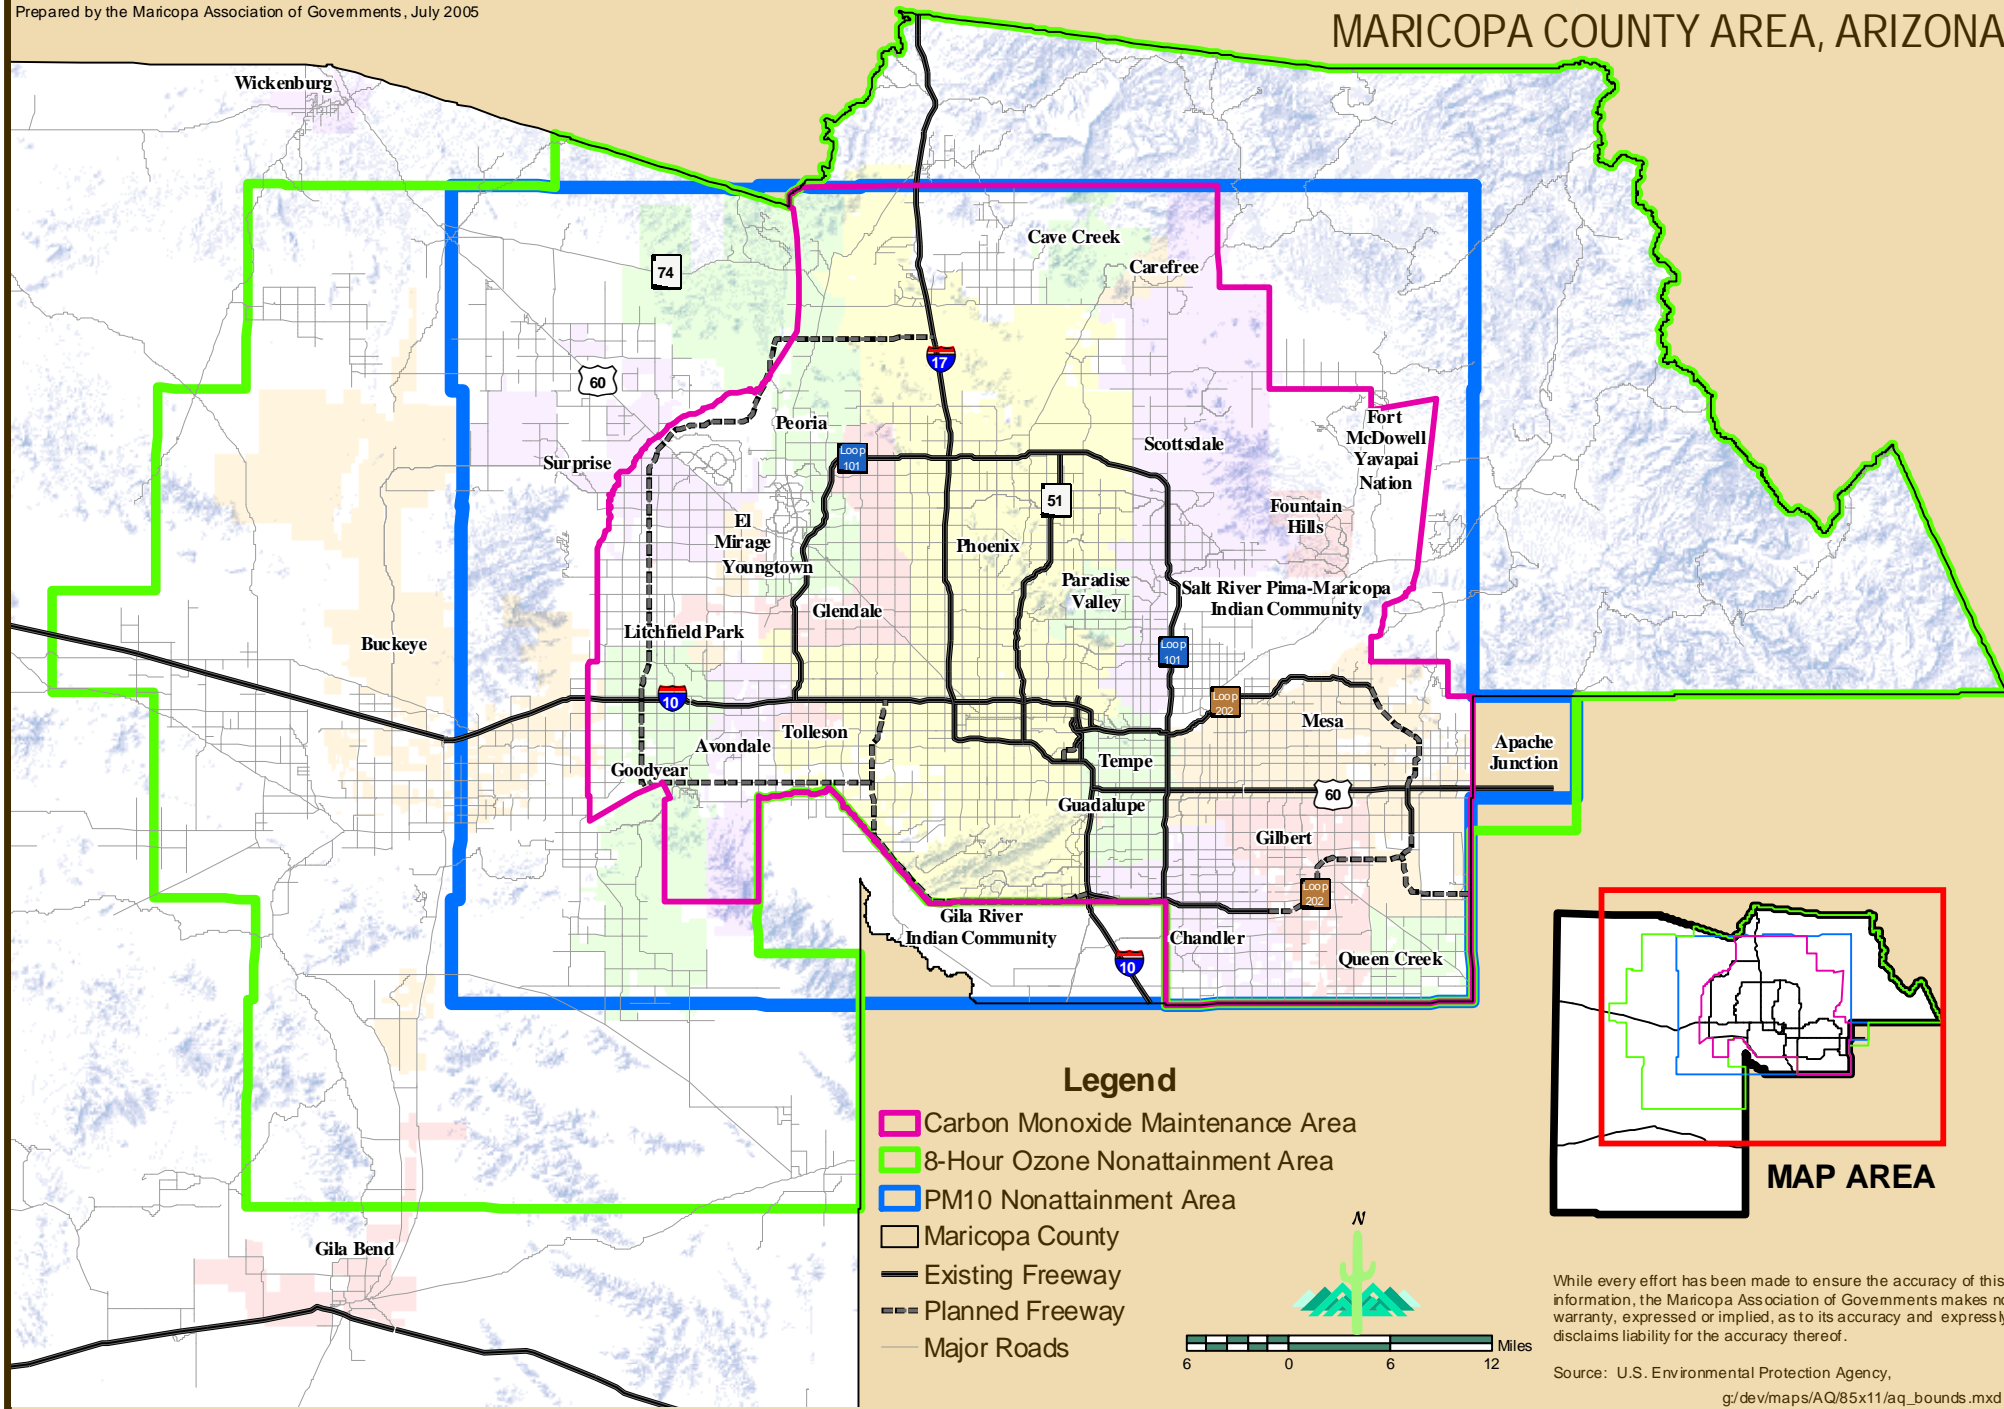 Prepared by the Maricopa Association of Governments, July 2005
MARICOPA COUNTY AREA, ARIZONA
Wickenburg
Cave Creek
Carefree
74
17
60
Peoria
Fort
McDowell
Yavapai
Nation
Scottsdale
Loop
101
Surprise
51
Fountain
Hills
El
Mirage
Phoenix
Youngtown
Paradise
Valley
Salt River Pima-Maricopa
Indian Community
Glendale
Litchfield Park
Buckeye
Loop
101
10
Loop
202
Mesa
Tolleson
Avondale
Apache
Junction
Tempe
Goodyear
60
Guadalupe
Gilbert
Loop
202
Gila River
Indian Community
Chandler
Queen Creek
10
Gila Bend
Legend
Carbon Monoxide Maintenance Area
8-Hour Ozone Nonattainment Area
PM10 Nonattainment Area
Maricopa County
Existing Freeway
Planned Freeway
Major Roads
N
Miles
6 0 6 12
MAP AREA
While every effort has been made to ensure the accuracy of this
information, the Maricopa Association of Governments makes no
warranty, expressed or implied, as to its accuracy and expressly
disclaims liability for the accuracy thereof.
Source: U.S. Environmental Protection Agency,
g:/dev/maps/AQ/85x11/aq_bounds.mxd